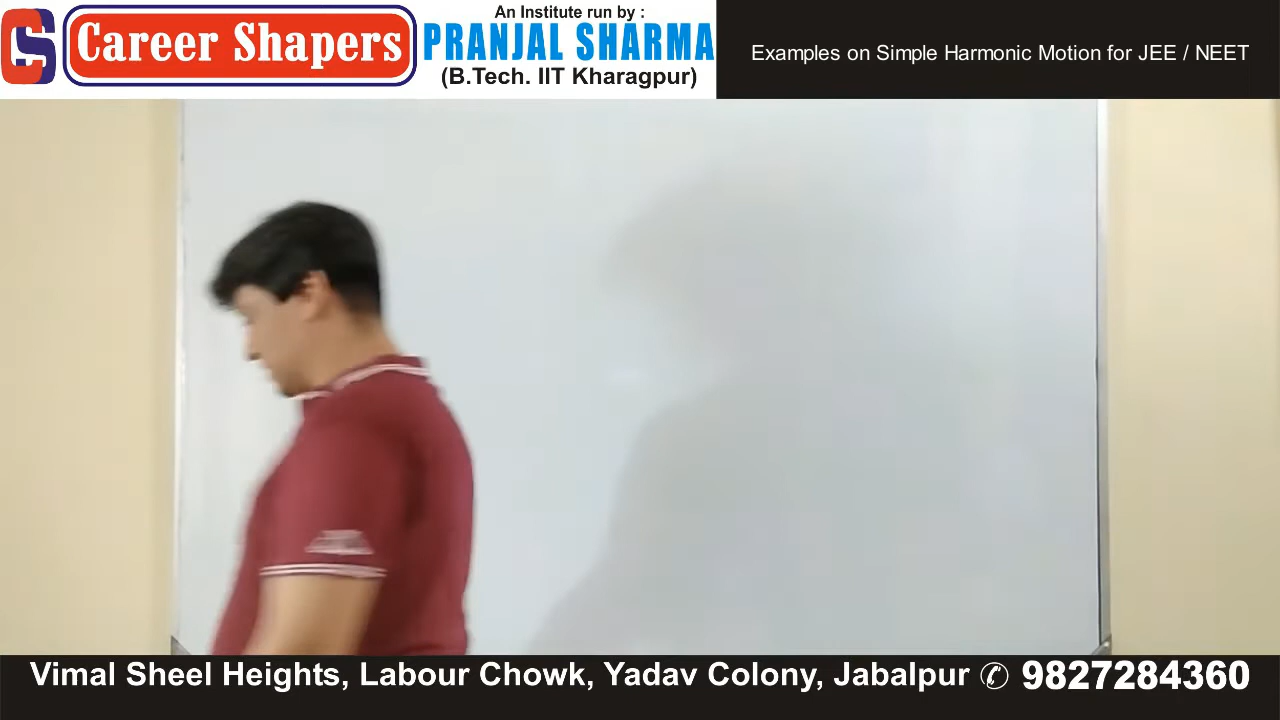 CS
Career Shapers
An Institute run by :
PRANJAL SHARMA
(B.Tech. IIT Kharagpur)
Examples on Simple Harmonic Motion for JEE / NEET
Vimal Sheel Heights, Labour Chowk, Yadav Colony, Jabalpur ✆ 9827284360